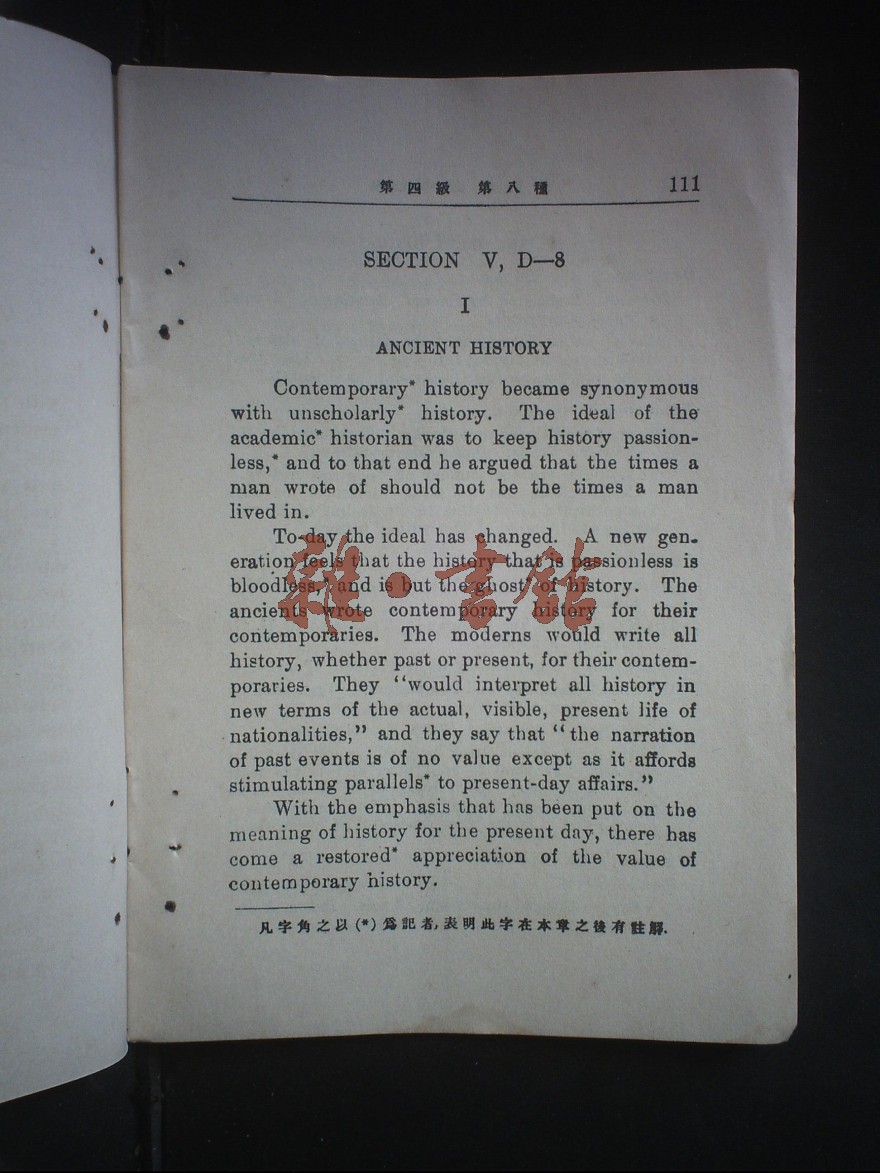 第四級 第八種 111
SECTION V, D—8
I
ANCIENT HISTORY
Contemporary* history became synonymous
with unscholarly* history. The ideal of the
academic* historian was to keep history passion-
less,* and to that end he argued that the times a
man wrote of should not be the times a man
lived in.
To-day the ideal has changed. A new gen-
eration feels that the history that is passionless is
bloodless,* and is but the ghost* of history. The
ancients wrote contemporary history for their
contemporaries. The moderns would write all
history, whether past or present, for their contem-
poraries. They “would interpret all history in
new terms of the actual, visible, present life of
nationalities,” and they say that “the narration
of past events is of no value except as it affords
stimulating parallels* to present-day affairs.”
With the emphasis that has been put on the
meaning of history for the present day, there has
come a restored* appreciation of the value of
contemporary history.
凡字角之以(*)爲記者,表明此字在本章之後有註解.
雜·書館